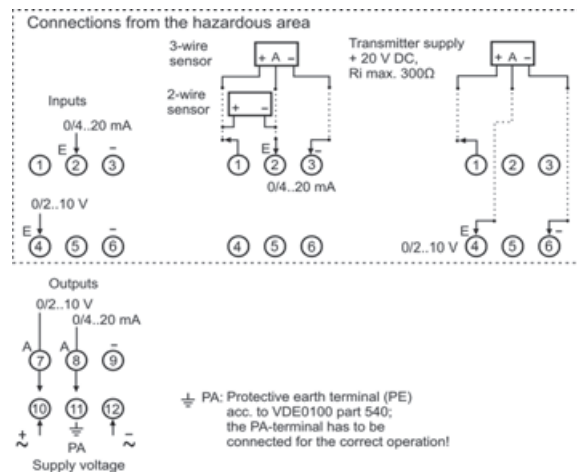 Connections from the hazardous area
3-wire
sensor
+ A −
Transmitter supply
+ 20 V DC,
Ri max. 300Ω
+ A −
2-wire
sensor
+ −
Inputs
0/4..20 mA
E −
1 2 3
E −
1 2 3
0/4..20 mA
1 2 3
0/2..10 V
E −
4 5 6
4 5 6
0/2..10 V
E −
4 5 6
Outputs
0/2..10 V
0/4..20 mA
A A −
7 8 9
10 11 12
+ ~
PA
− ~
Supply voltage
PA: Protective earth terminal (PE)
acc. to VDE0100 part 540;
the PA-terminal has to be
connected for the correct operation!